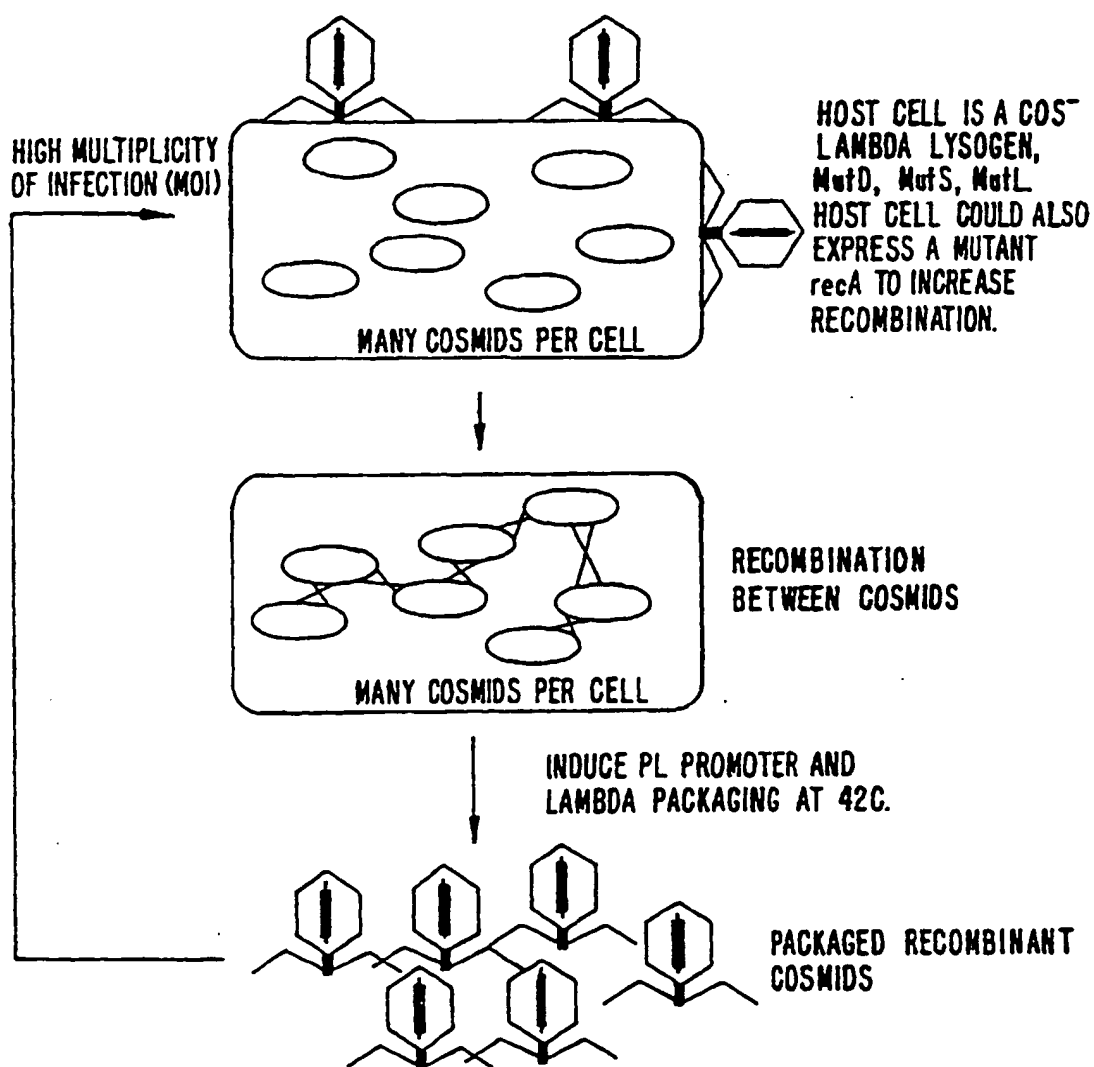 HIGH MULTIPLICITY
OF INFECTION (MOI)
HOST CELL IS A COS⁻
LAMBDA LYSOGEN,
MutD, MutS, MutL
HOST CELL COULD ALSO
EXPRESS A MUTANT
recA TO INCREASE
RECOMBINATION.
MANY COSMIDS PER CELL
RECOMBINATION
BETWEEN COSMIDS
MANY COSMIDS PER CELL
INDUCE PL PROMOTER AND
LAMBDA PACKAGING AT 42C.
PACKAGED RECOMBINANT
COSMIDS